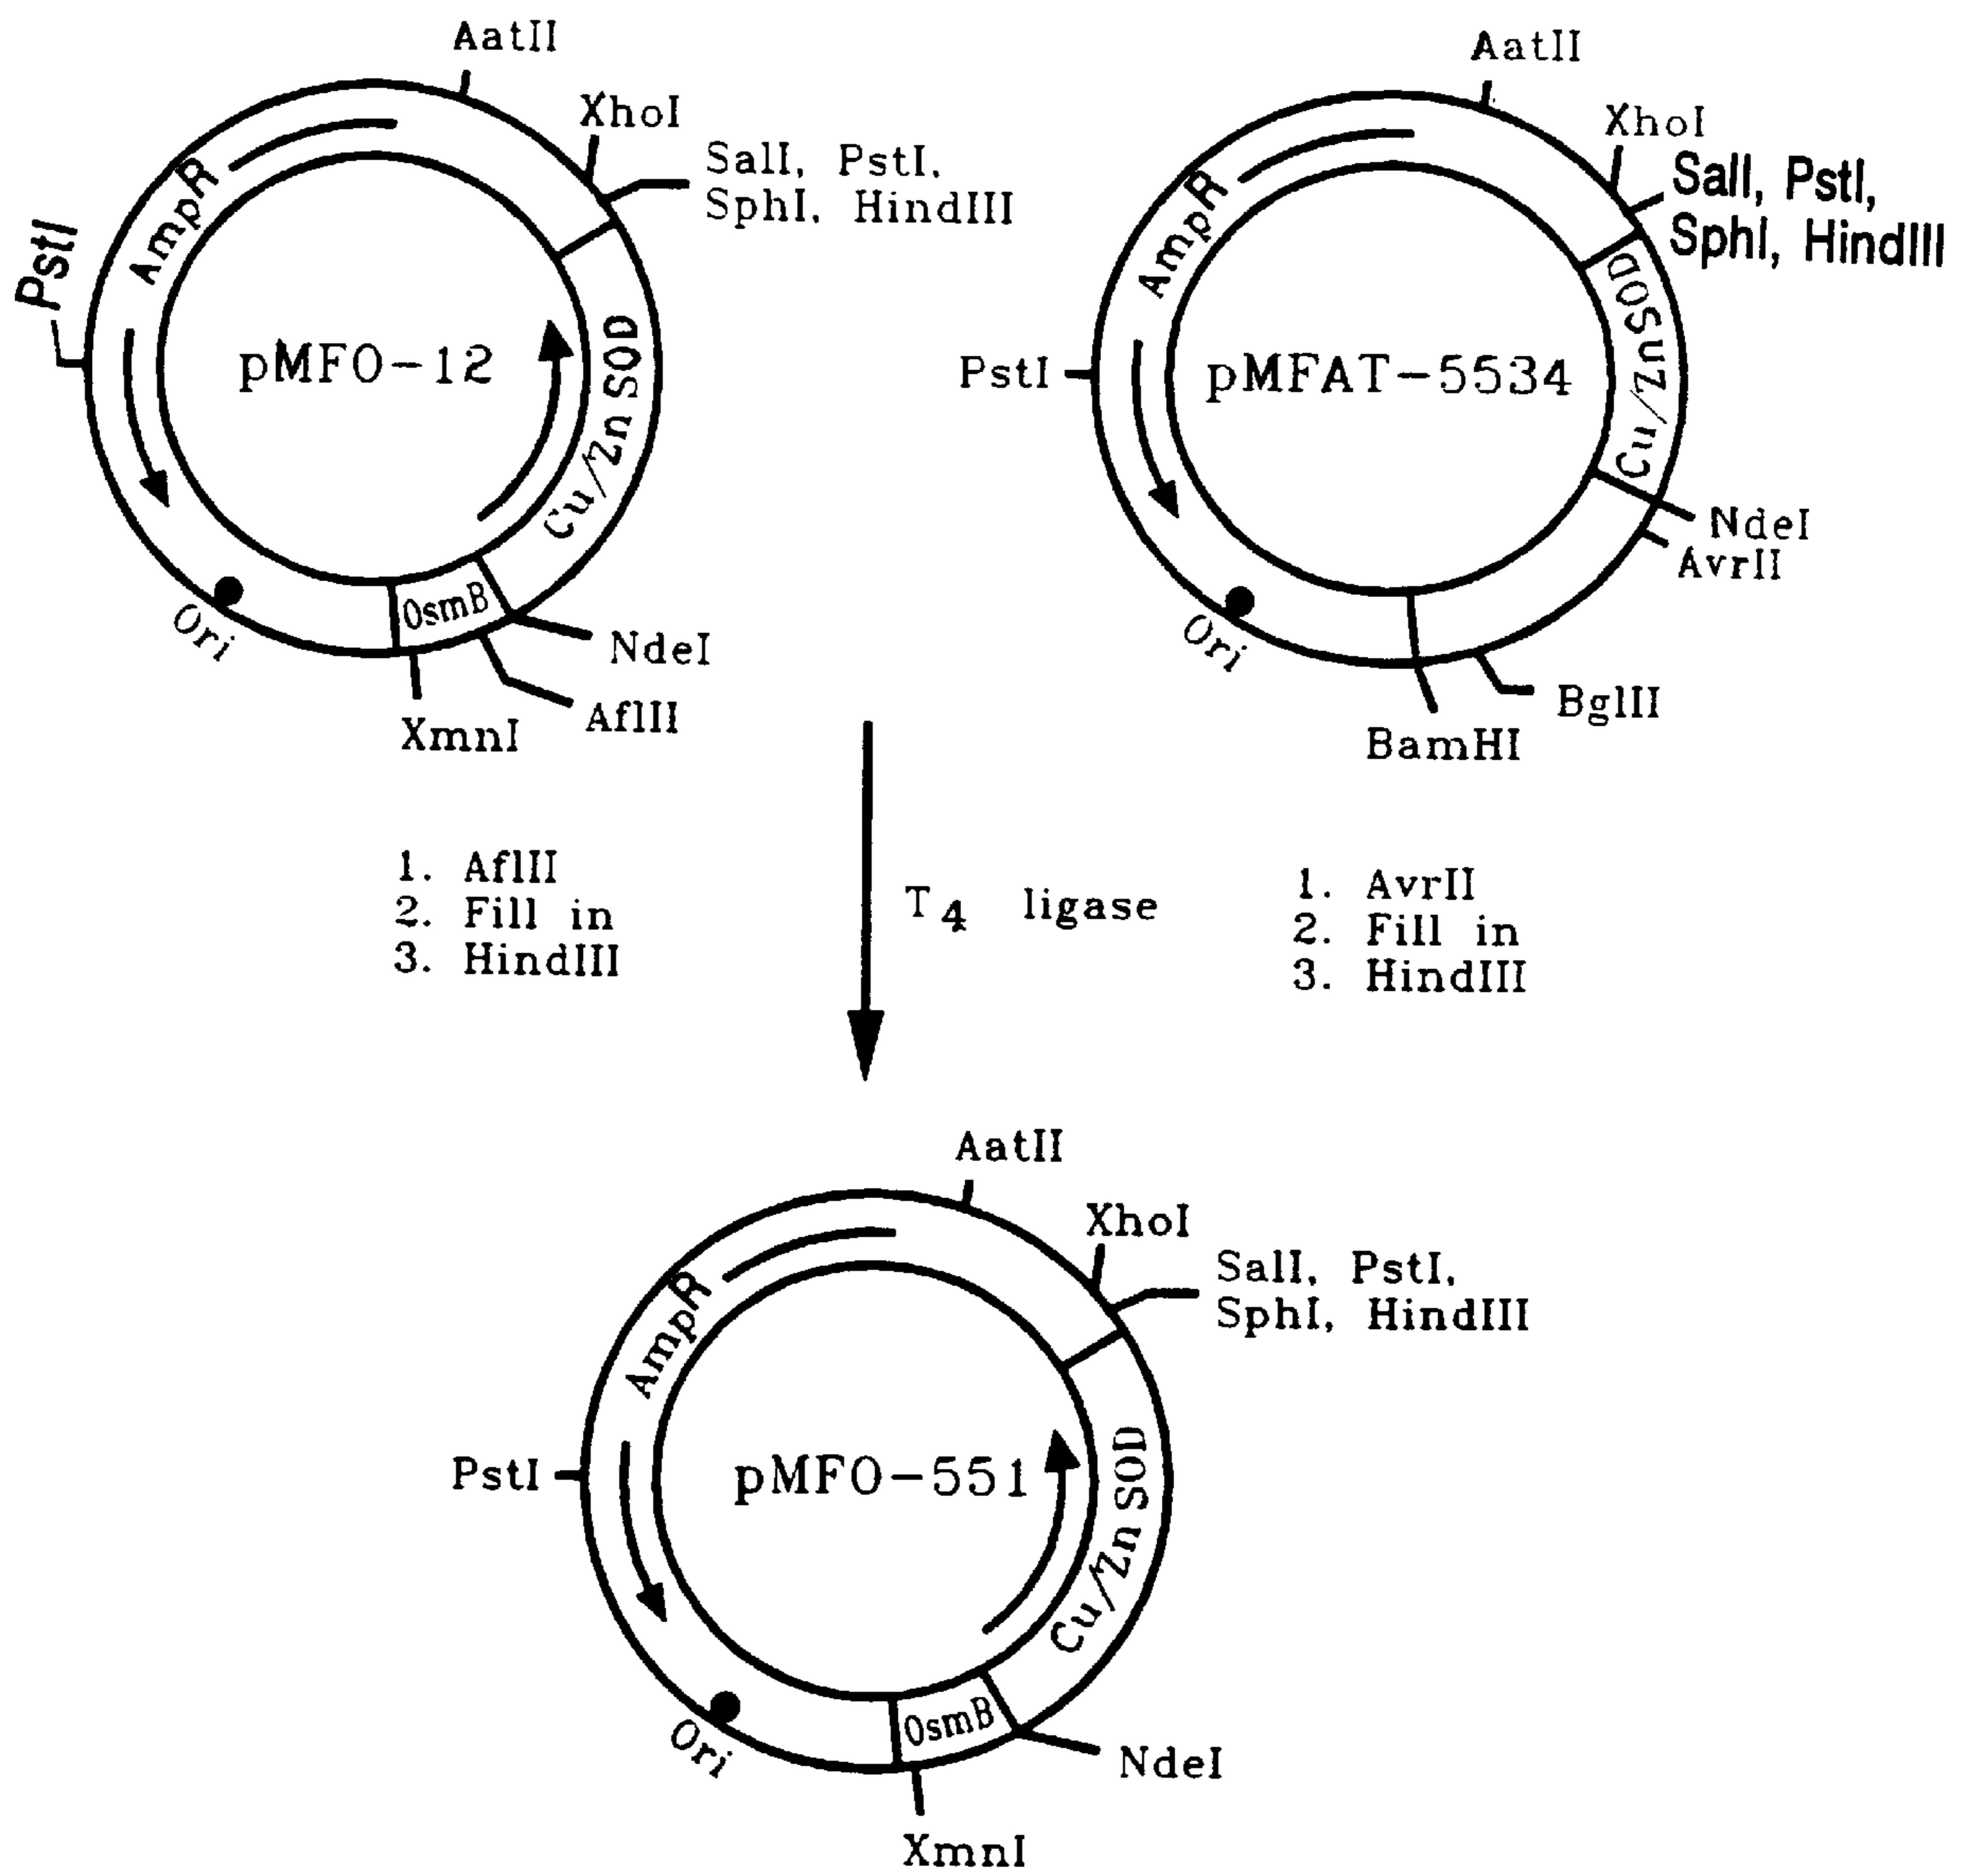 AatII
XhoI
SalI, PstI,
SphI, HindIII
AmpR
PstI
pMFO-12
Cu/Zn SOD
OsmB
Ori
NdeI
AflII
XmnI
AatII
XhoI
SalI, PstI,
SphI, HindIII
AmpR
PstI
pMFAT-5534
Cu/ZnSOD
NdeI
AvrII
Ori
BglII
BamHI
1. AflII
2. Fill in
3. HindIII
T4 ligase
1. AvrII
2. Fill in
3. HindIII
AatII
XhoI
SalI, PstI,
SphI, HindIII
AmpR
PstI
pMFO-551
Cu/Zn SOD
OsmB
Ori
NdeI
XmnI